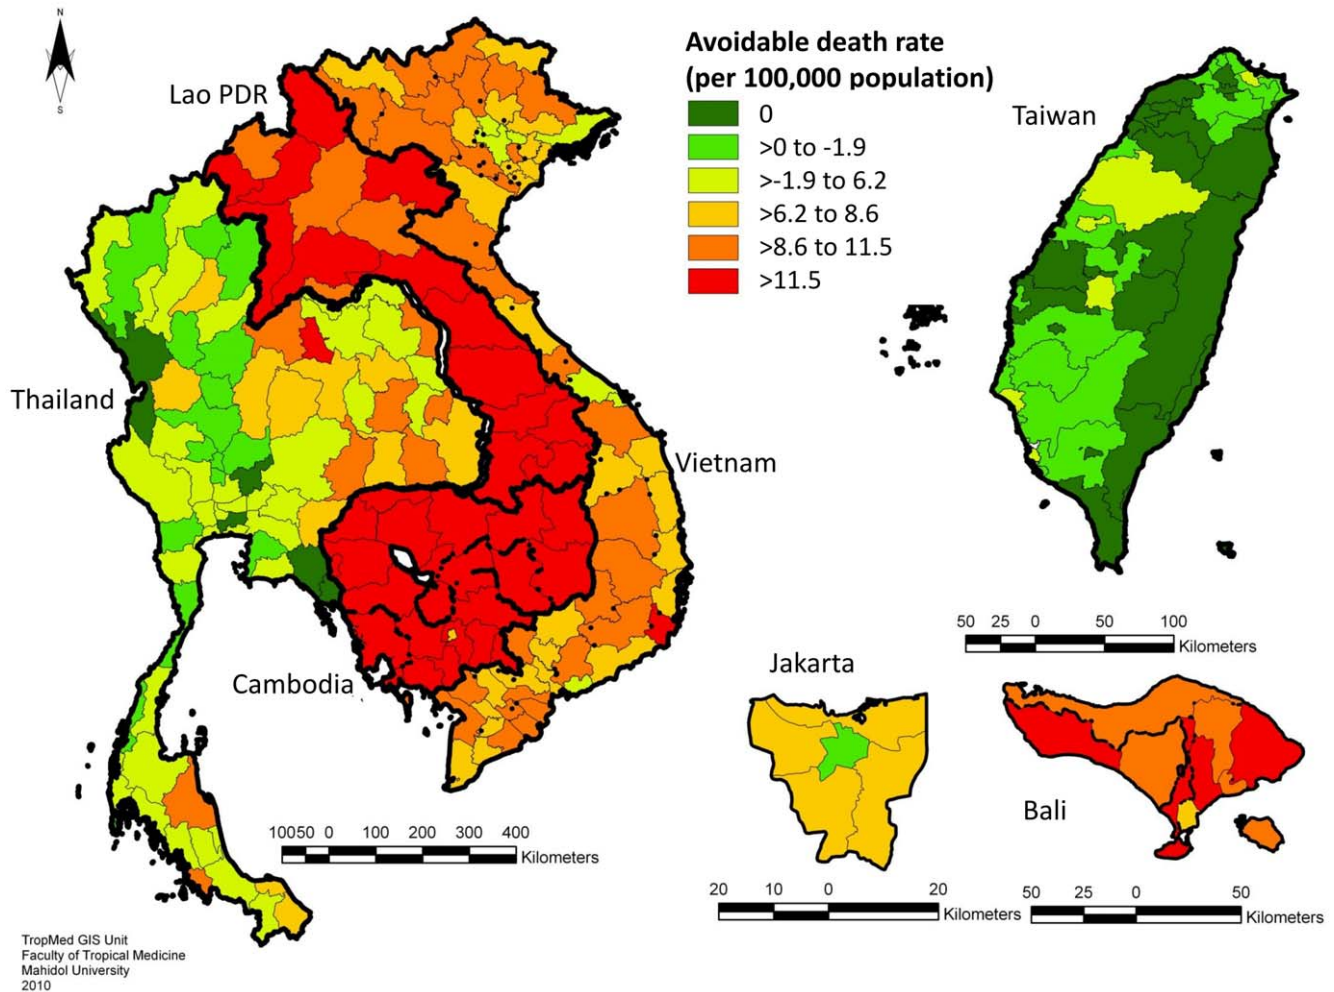 N
S
Lao PDR
Thailand
Vietnam
Cambodia
Avoidable death rate
(per 100,000 population)
0
>0 to -1.9
>-1.9 to 6.2
>6.2 to 8.6
>8.6 to 11.5
>11.5
Taiwan
50 25 0 50 100
Kilometers
Jakarta
Bali
10050 0 100 200 300 400
Kilometers
20 10 0 20
Kilometers
50 25 0 50
Kilometers
TropMed GIS Unit
Faculty of Tropical Medicine
Mahidol University
2010